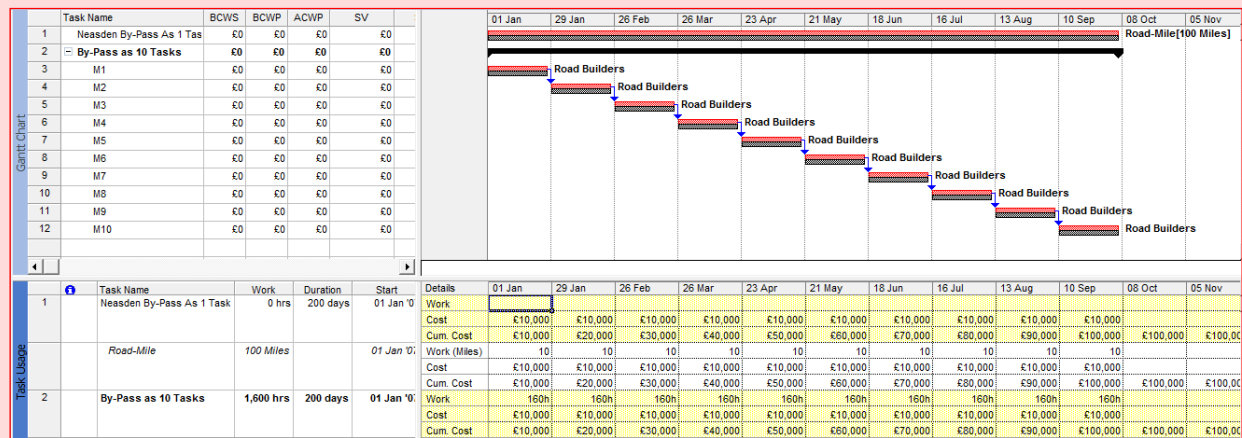 Task Name BCWS BCWP ACWP SV 01 Jan 29 Jan 26 Feb 26 Mar 23 Apr 21 May 18 Jun 16 Jul 13 Aug 10 Sep 08 Oct 05 Nov
1 Neasden By-Pass As 1 Tas £0 £0 £0 £0 Road-Mile[100 Miles]
2 By-Pass as 10 Tasks £0 £0 £0 £0
3 M1 £0 £0 £0 £0 Road Builders
4 M2 £0 £0 £0 £0 Road Builders
5 M3 £0 £0 £0 £0 Road Builders
6 M4 £0 £0 £0 £0 Road Builders
7 M5 £0 £0 £0 £0 Road Builders
8 M6 £0 £0 £0 £0 Road Builders
9 M7 £0 £0 £0 £0 Road Builders
10 M8 £0 £0 £0 £0 Road Builders
11 M9 £0 £0 £0 £0 Road Builders
12 M10 £0 £0 £0 £0 Road Builders
Gantt Chart
Task Name Work Duration Start Details 01 Jan 29 Jan 26 Feb 26 Mar 23 Apr 21 May 18 Jun 16 Jul 13 Aug 10 Sep 08 Oct 05 Nov
1 Neasden By-Pass As 1 Task 0 hrs 200 days 01 Jan '0 Work
Cost £10,000 £10,000 £10,000 £10,000 £10,000 £10,000 £10,000 £10,000 £10,000 £10,000
Cum. Cost £10,000 £20,000 £30,000 £40,000 £50,000 £60,000 £70,000 £80,000 £90,000 £100,000 £100,000 £100,00
Road-Mile 100 Miles 01 Jan '0 Work (Miles) 10 10 10 10 10 10 10 10 10 10
Cost £10,000 £10,000 £10,000 £10,000 £10,000 £10,000 £10,000 £10,000 £10,000 £10,000
Cum. Cost £10,000 £20,000 £30,000 £40,000 £50,000 £60,000 £70,000 £80,000 £90,000 £100,000 £100,000 £100,00
2 By-Pass as 10 Tasks 1,600 hrs 200 days 01 Jan '0 Work 160h 160h 160h 160h 160h 160h 160h 160h 160h 160h
Cost £10,000 £10,000 £10,000 £10,000 £10,000 £10,000 £10,000 £10,000 £10,000 £10,000
Cum. Cost £10,000 £20,000 £30,000 £40,000 £50,000 £60,000 £70,000 £80,000 £90,000 £100,000 £100,000 £100,00
Task Usage